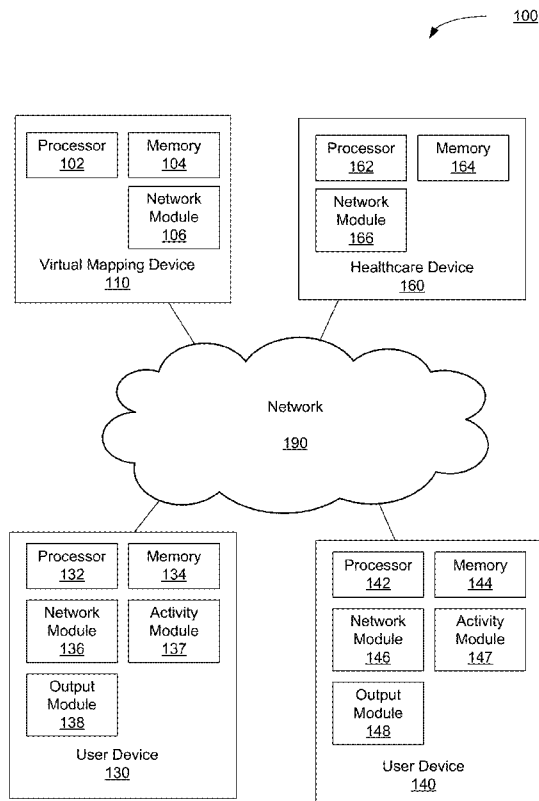 100
Processor
102
Memory
104
Network
Module
106
Virtual Mapping Device
110
Processor
162
Memory
164
Network
Module
166
Healthcare Device
160
Network
190
Processor
132
Memory
134
Network
Module
136
Activity
Module
137
Output
Module
138
User Device
130
Processor
142
Memory
144
Network
Module
146
Activity
Module
147
Output
Module
148
User Device
140